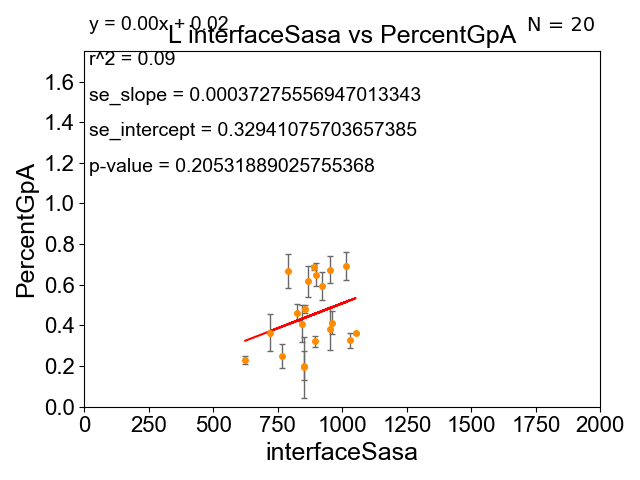 y = 0.00x + 0.02
N = 20
L interfaceSasa vs PercentGpA
r^2 = 0.09
se_slope = 0.00037275556947013343
se_intercept = 0.32941075703657385
p-value = 0.20531889025755368
PercentGpA
1.6
1.4
1.2
1.0
0.8
0.6
0.4
0.2
0.0
0 250 500 750 1000 1250 1500 1750 2000
interfaceSasa